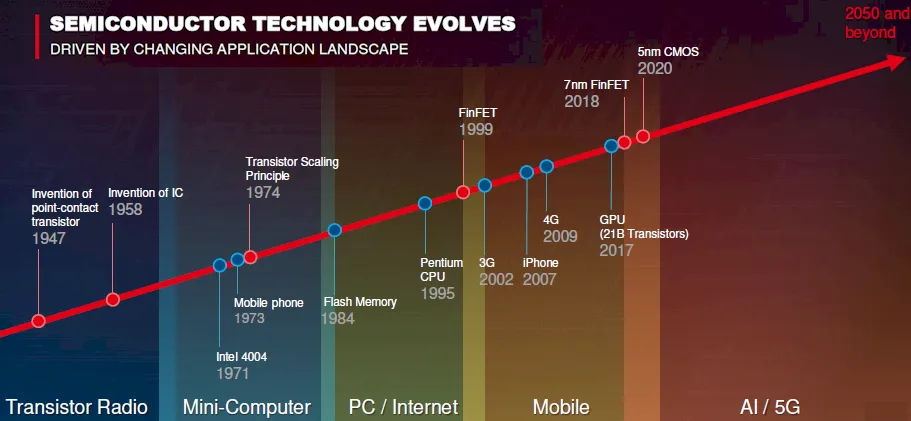 SEMICONDUCTOR TECHNOLOGY EVOLVES
DRIVEN BY CHANGING APPLICATION LANDSCAPE
2050 and
beyond
5nm CMOS
2020
7nm FinFET
2018
FinFET
1999
Transistor Scaling
Principle
1974
Invention of IC
1958
Invention of
point-contact
transistor
1947
Intel 4004
1971
Mobile phone
1973
Flash Memory
1984
Pentium
CPU
1995
3G
2002
iPhone
2007
4G
2009
GPU
(21B Transistors)
2017
Transistor Radio
Mini-Computer
PC / Internet
Mobile
AI / 5G